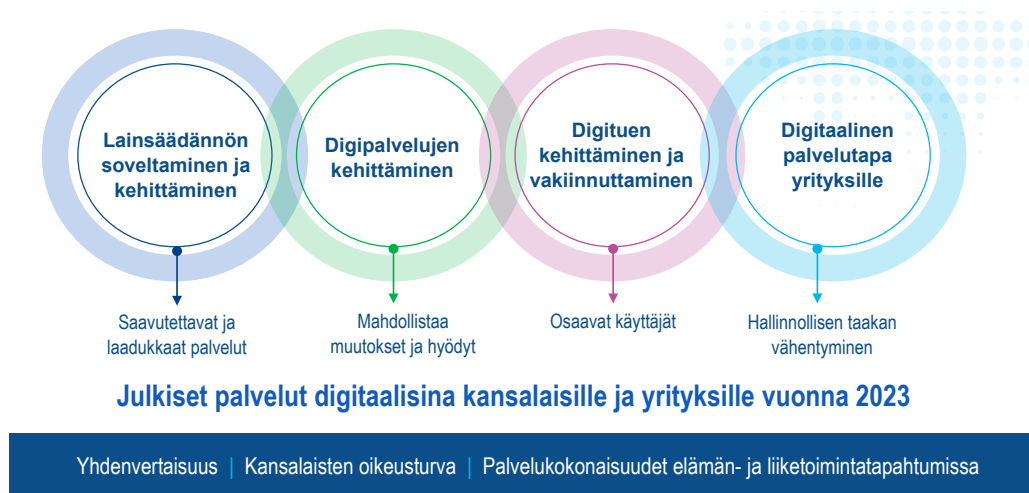 Lainsäädännön
soveltaminen ja
kehittäminen
Digipalvelujen
kehittäminen
Digituen
kehittäminen ja
vakiinnuttaminen
Digitaalinen
palvelutapa
yrityksille
Saavutettavat ja
laadukkaat palvelut
Mahdollistaa
muutokset ja hyödyt
Osaavat käyttäjät
Hallinnollisen taakan
vähentyminen
Julkiset palvelut digitaalisina kansalaisille ja yrityksille vuonna 2023
Yhdenvertaisuus | Kansalaisten oikeusturva | Palvelukokonaisuudet elämän- ja liiketoimintatapahtumissa